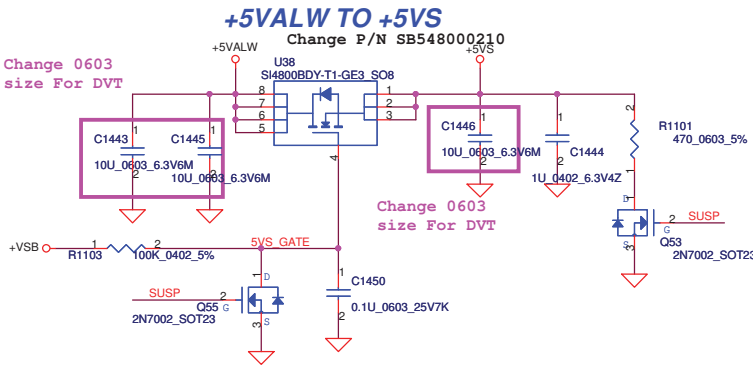 +5VALW TO +5VS
Change P/N SB548000210
+5VALW
+5VS
Change 0603
size For DVT
U38
SI4800BDY-T1-GE3_SO8
8
7
6
5
1
2
3
4
C1443
1
2
10U_0603_6.3V6M
C1445
1
2
10U_0603_6.3V6M
C1446
1
2
10U_0603_6.3V6M
C1444
1
2
1U_0402_6.3V4Z
2
R1101
470_0603_5%
1
Change 0603
size For DVT
D
G
S
1
2
3
SUSP
Q53
2N7002_SOT23
+VSB
1
2
R1103
100K_0402_5%
5VS_GATE
SUSP
2
G
1
D
3
S
Q55
2N7002_SOT23
1
C1450
0.1U_0603_25V7K
2